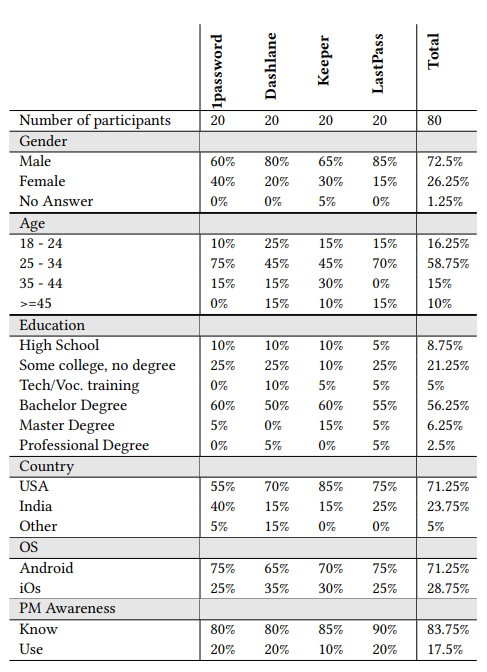 1password Dashlane Keeper LastPass Total
Number of participants 20 20 20 20 80
Gender
Male 60% 80% 65% 85% 72.5%
Female 40% 20% 30% 15% 26.25%
No Answer 0% 0% 5% 0% 1.25%
Age
18 - 24 10% 25% 15% 15% 16.25%
25 - 34 75% 45% 45% 70% 58.75%
35 - 44 15% 15% 30% 0% 15%
>=45 0% 15% 10% 15% 10%
Education
High School 10% 10% 10% 5% 8.75%
Some college, no degree 25% 25% 10% 25% 21.25%
Tech/Voc. training 0% 10% 5% 5% 5%
Bachelor Degree 60% 50% 60% 55% 56.25%
Master Degree 5% 0% 15% 5% 6.25%
Professional Degree 0% 5% 0% 5% 2.5%
Country
USA 55% 70% 85% 75% 71.25%
India 40% 15% 15% 25% 23.75%
Other 5% 15% 0% 0% 5%
OS
Android 75% 65% 70% 75% 71.25%
iOs 25% 35% 30% 25% 28.75%
PM Awareness
Know 80% 80% 85% 90% 83.75%
Use 20% 20% 10% 20% 17.5%